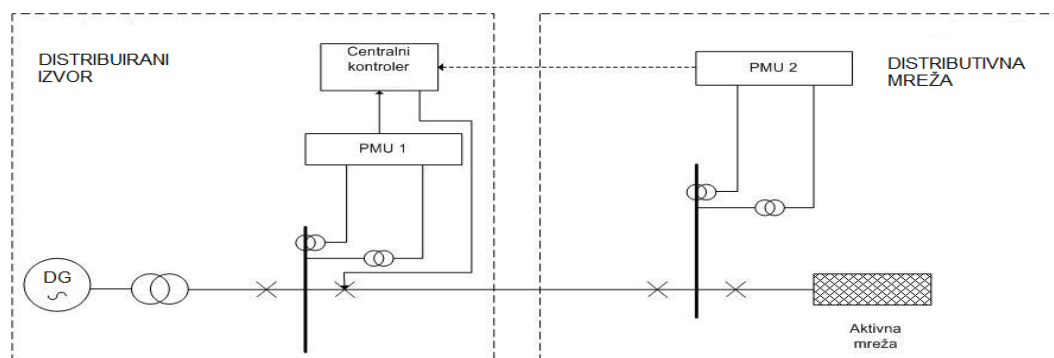 DISTRIBUIRANI
IZVOR
Centralni
kontroler
PMU 1
DG
PMU 2
DISTRIBUTIVNA
MREŽA
Aktivna
mreža